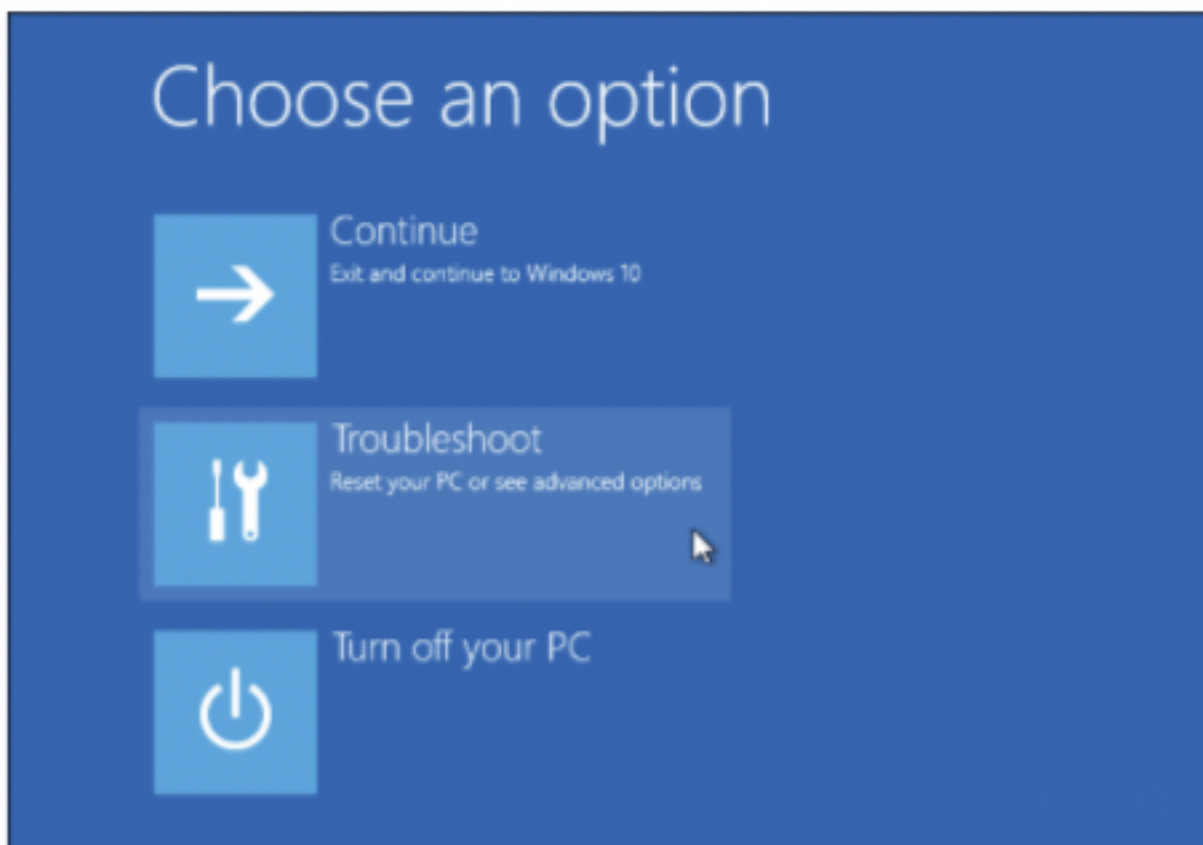 Choose an option
Continue
Exit and continue to Windows 10
Troubleshoot
Reset your PC or see advanced options
Turn off your PC